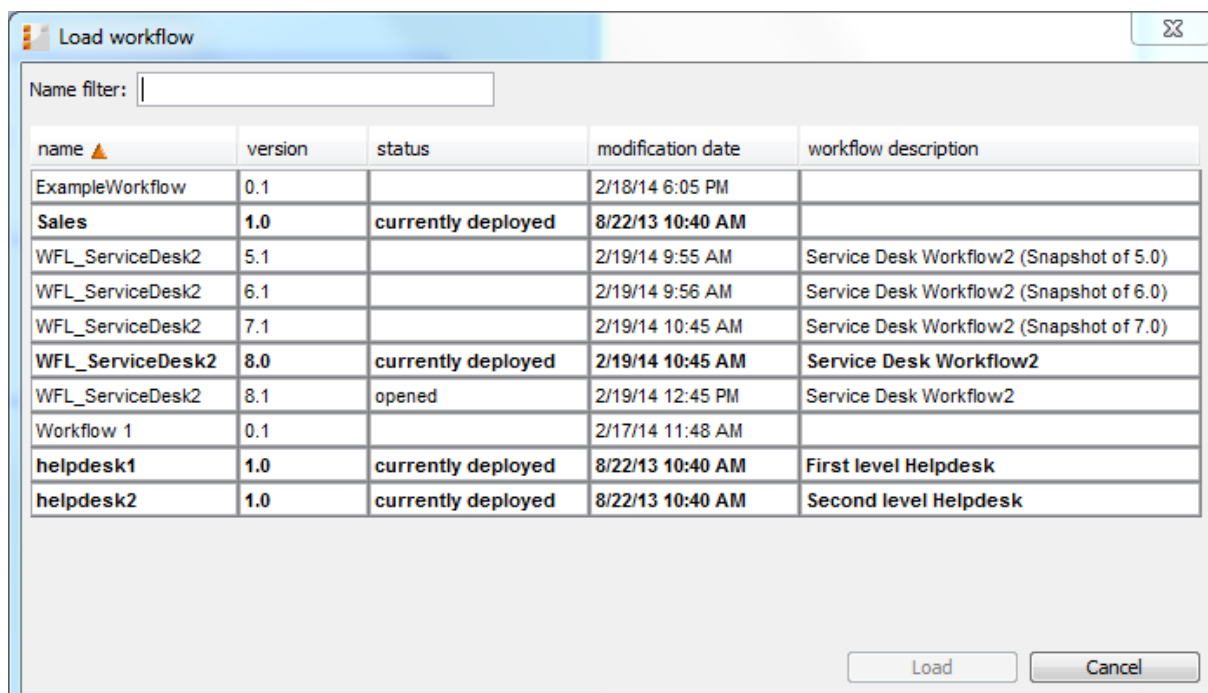 Load workflow
Name filter:
name version status modification date workflow description
ExampleWorkflow 0.1 2/18/14 6:05 PM
Sales 1.0 currently deployed 8/22/13 10:40 AM
WFL_ServiceDesk2 5.1 2/19/14 9:55 AM Service Desk Workflow2 (Snapshot of 5.0)
WFL_ServiceDesk2 6.1 2/19/14 9:56 AM Service Desk Workflow2 (Snapshot of 6.0)
WFL_ServiceDesk2 7.1 2/19/14 10:45 AM Service Desk Workflow2 (Snapshot of 7.0)
WFL_ServiceDesk2 8.0 currently deployed 2/19/14 10:45 AM Service Desk Workflow2
WFL_ServiceDesk2 8.1 opened 2/19/14 12:45 PM Service Desk Workflow2
Workflow 1 0.1 2/17/14 11:48 AM
helpdesk1 1.0 currently deployed 8/22/13 10:40 AM First level Helpdesk
helpdesk2 1.0 currently deployed 8/22/13 10:40 AM Second level Helpdesk
Load Cancel